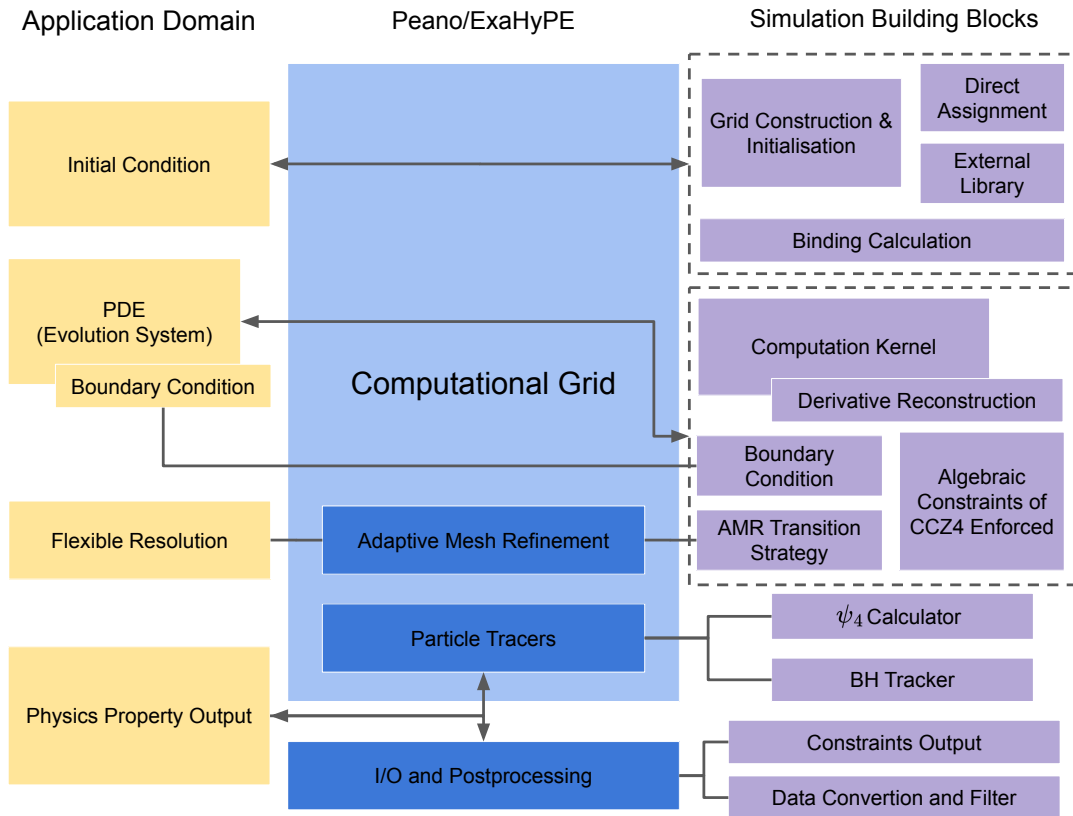 Application Domain
Peano/ExaHyPE
Simulation Building Blocks
Initial Condition
Grid Construction &
Initialisation
Direct
Assignment
External
Library
Binding Calculation
PDE
(Evolution System)
Boundary Condition
Computational Grid
Computation Kernel
Derivative Reconstruction
Boundary
Condition
Algebraic
Constraints of
CCZ4 Enforced
AMR Transition
Strategy
Flexible Resolution
Adaptive Mesh Refinement
Particle Tracers
ψ₄ Calculator
BH Tracker
Physics Property Output
I/O and Postprocessing
Constraints Output
Data Convertion and Filter